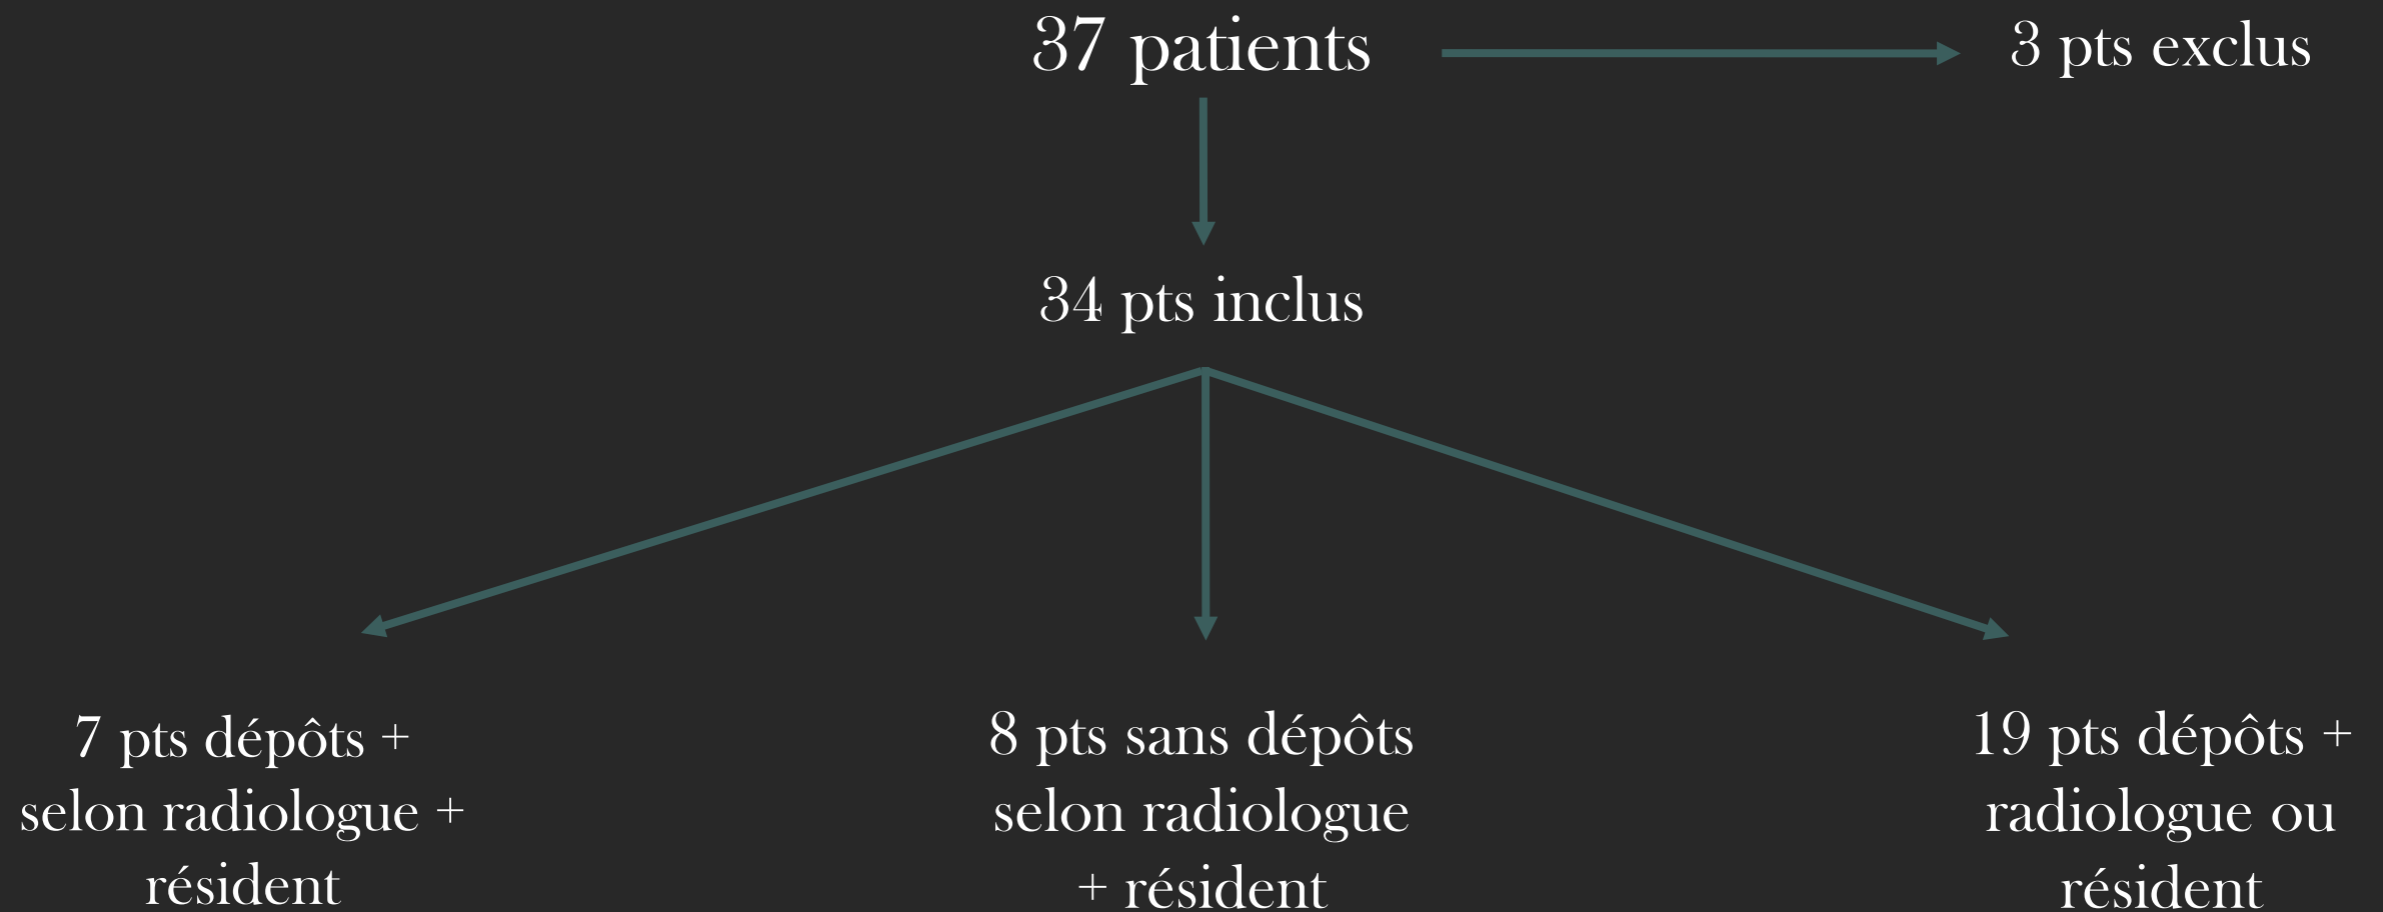 37 patients
3 pts exclus
34 pts inclus
7 pts dépôts +
selon radiologue +
résident
8 pts sans dépôts
selon radiologue
+ résident
19 pts dépôts +
radiologue ou
résident